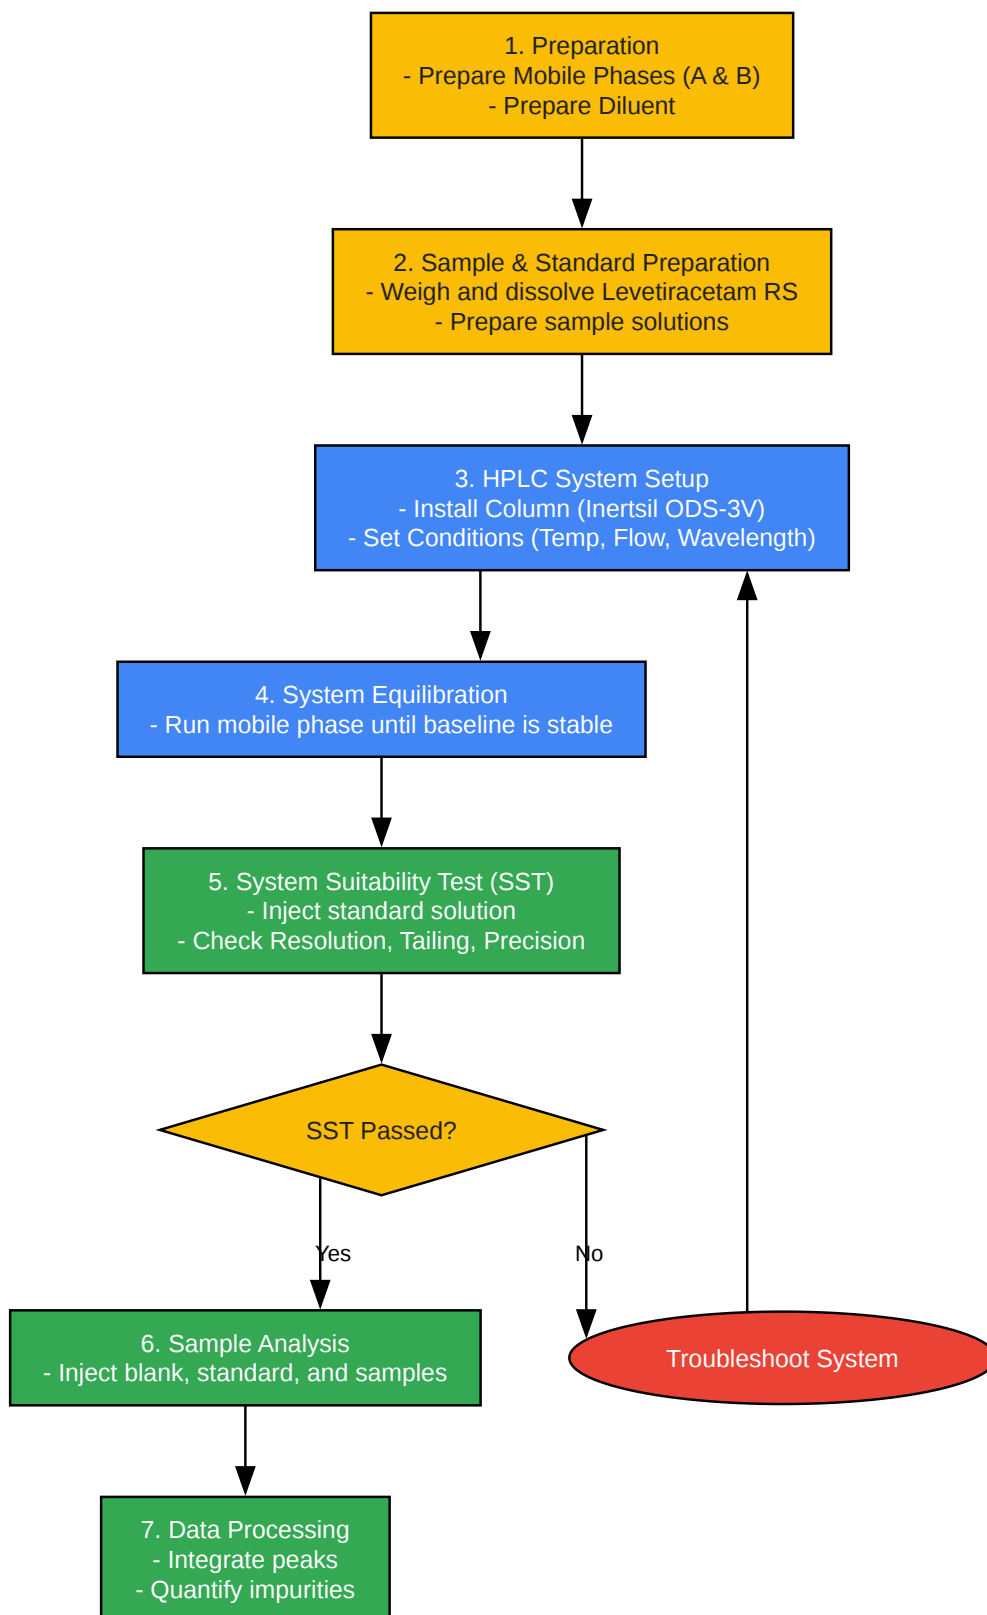 1. Preparation
- Prepare Mobile Phases (A & B)
- Prepare Diluent
2. Sample & Standard Preparation
- Weigh and dissolve Levetiracetam RS
- Prepare sample solutions
3. HPLC System Setup
- Install Column (Inertsil ODS-3V)
- Set Conditions (Temp, Flow, Wavelength)
4. System Equilibration
- Run mobile phase until baseline is stable
5. System Suitability Test (SST)
- Inject standard solution
- Check Resolution, Tailing, Precision
SST Passed?
Yes
No
6. Sample Analysis
- Inject blank, standard, and samples
Troubleshoot System
7. Data Processing
- Integrate peaks
- Quantify impurities